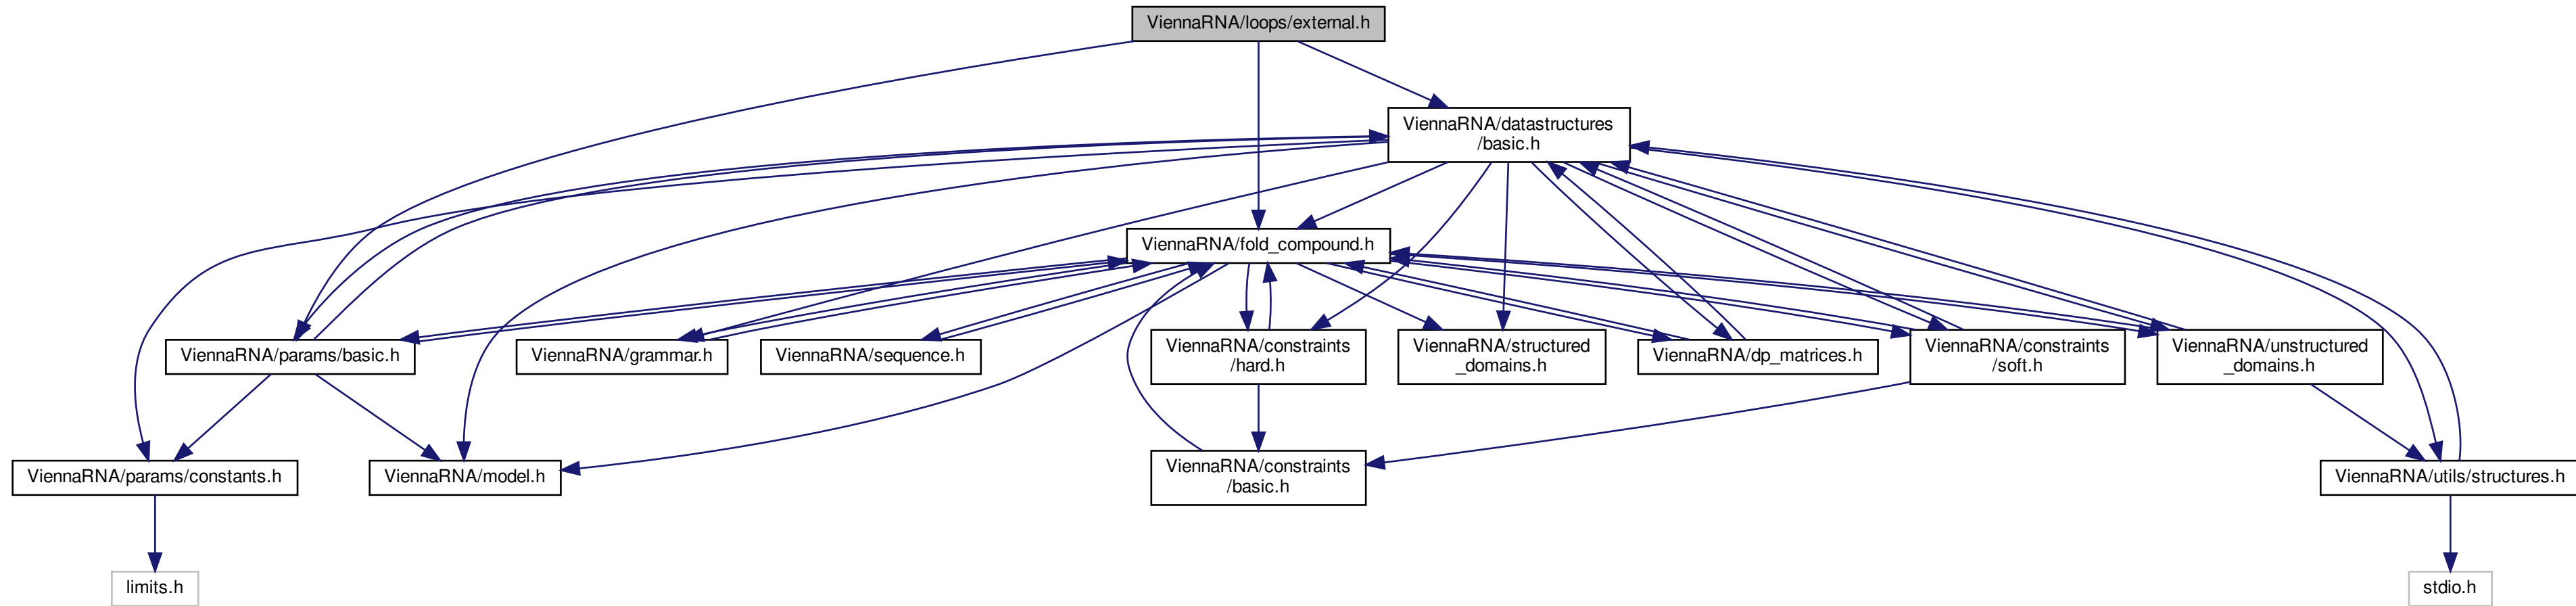 ViennaRNA/loops/external.h
ViennaRNA/datastructures
/basic.h
ViennaRNA/fold_compound.h
ViennaRNA/params/basic.h
ViennaRNA/grammar.h
ViennaRNA/sequence.h
ViennaRNA/constraints
/hard.h
ViennaRNA/structured
_domains.h
ViennaRNA/dp_matrices.h
ViennaRNA/constraints
/soft.h
ViennaRNA/unstructured
_domains.h
ViennaRNA/params/constants.h
ViennaRNA/model.h
ViennaRNA/constraints
/basic.h
ViennaRNA/utils/structures.h
limits.h
stdio.h